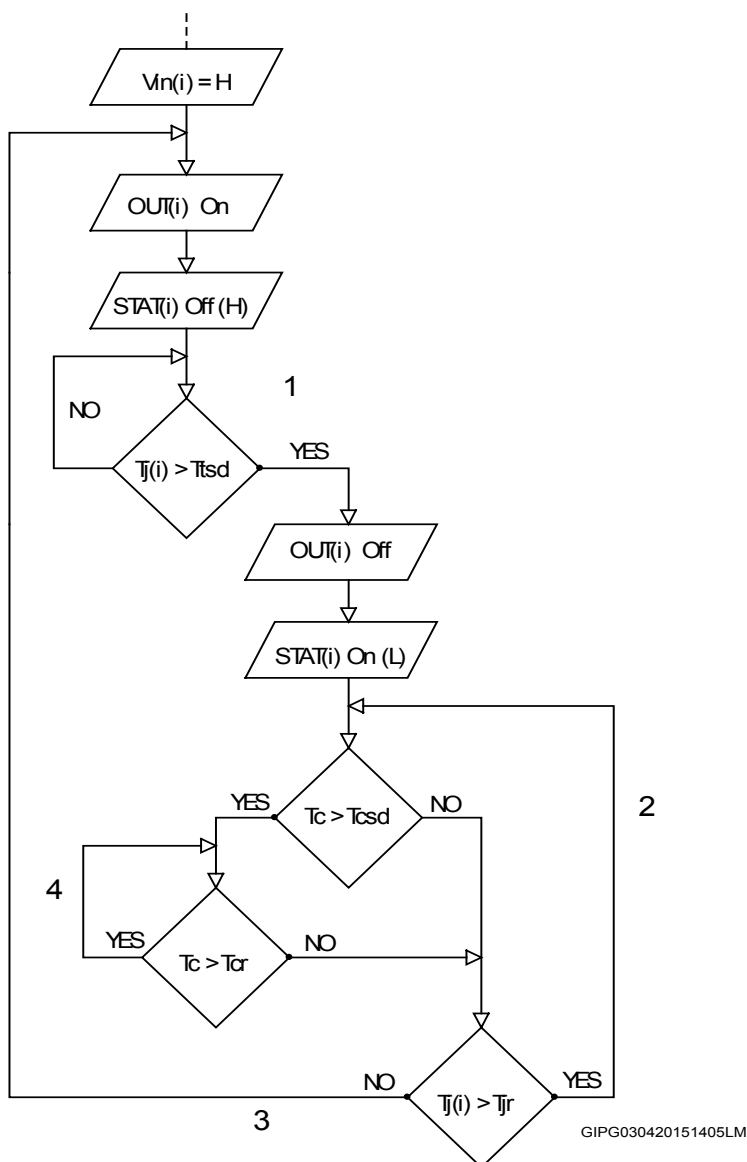 Vin(i) = H
OUT(i) On
STAT(i) Off (H)
1
NO
Tj(i) > Ttsd
YES
OUT(i) Off
STAT(i) On (L)
2
YES
Tc > Tcsd
NO
4
YES
Tc > Tcr
NO
NO
Tj(i) > Tjr
YES
3
GIPG030420151405LM